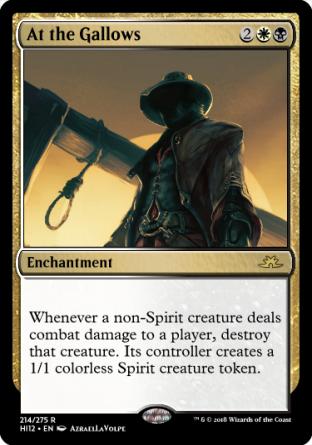 At the Gallows 2
Enchantment
Whenever a non-Spirit creature deals
combat damage to a player, destroy
that creature. Its controller creates a
1/1 colorless Spirit creature token.
214/275 R
HI12 • EN AzraelLaVolpe
™ & © 2018 Wizards of the Coast